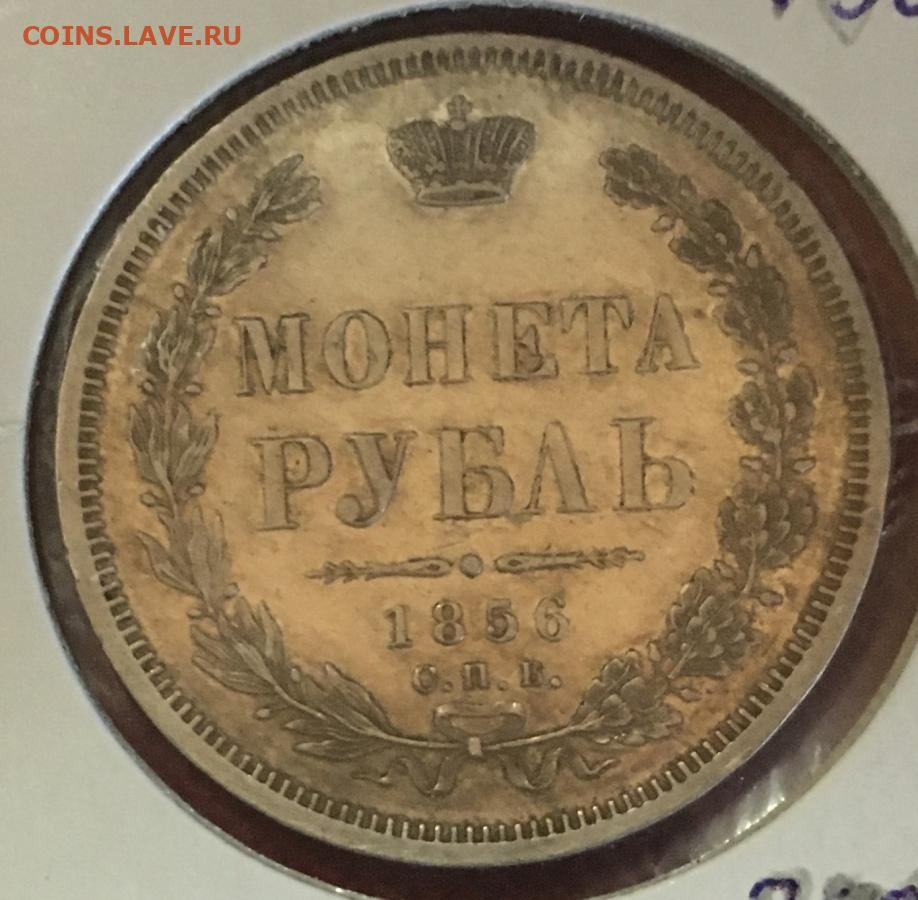 COINS.LAVE.RU
МОНЕТА
РУБЛЬ
1856
С.П.Б.